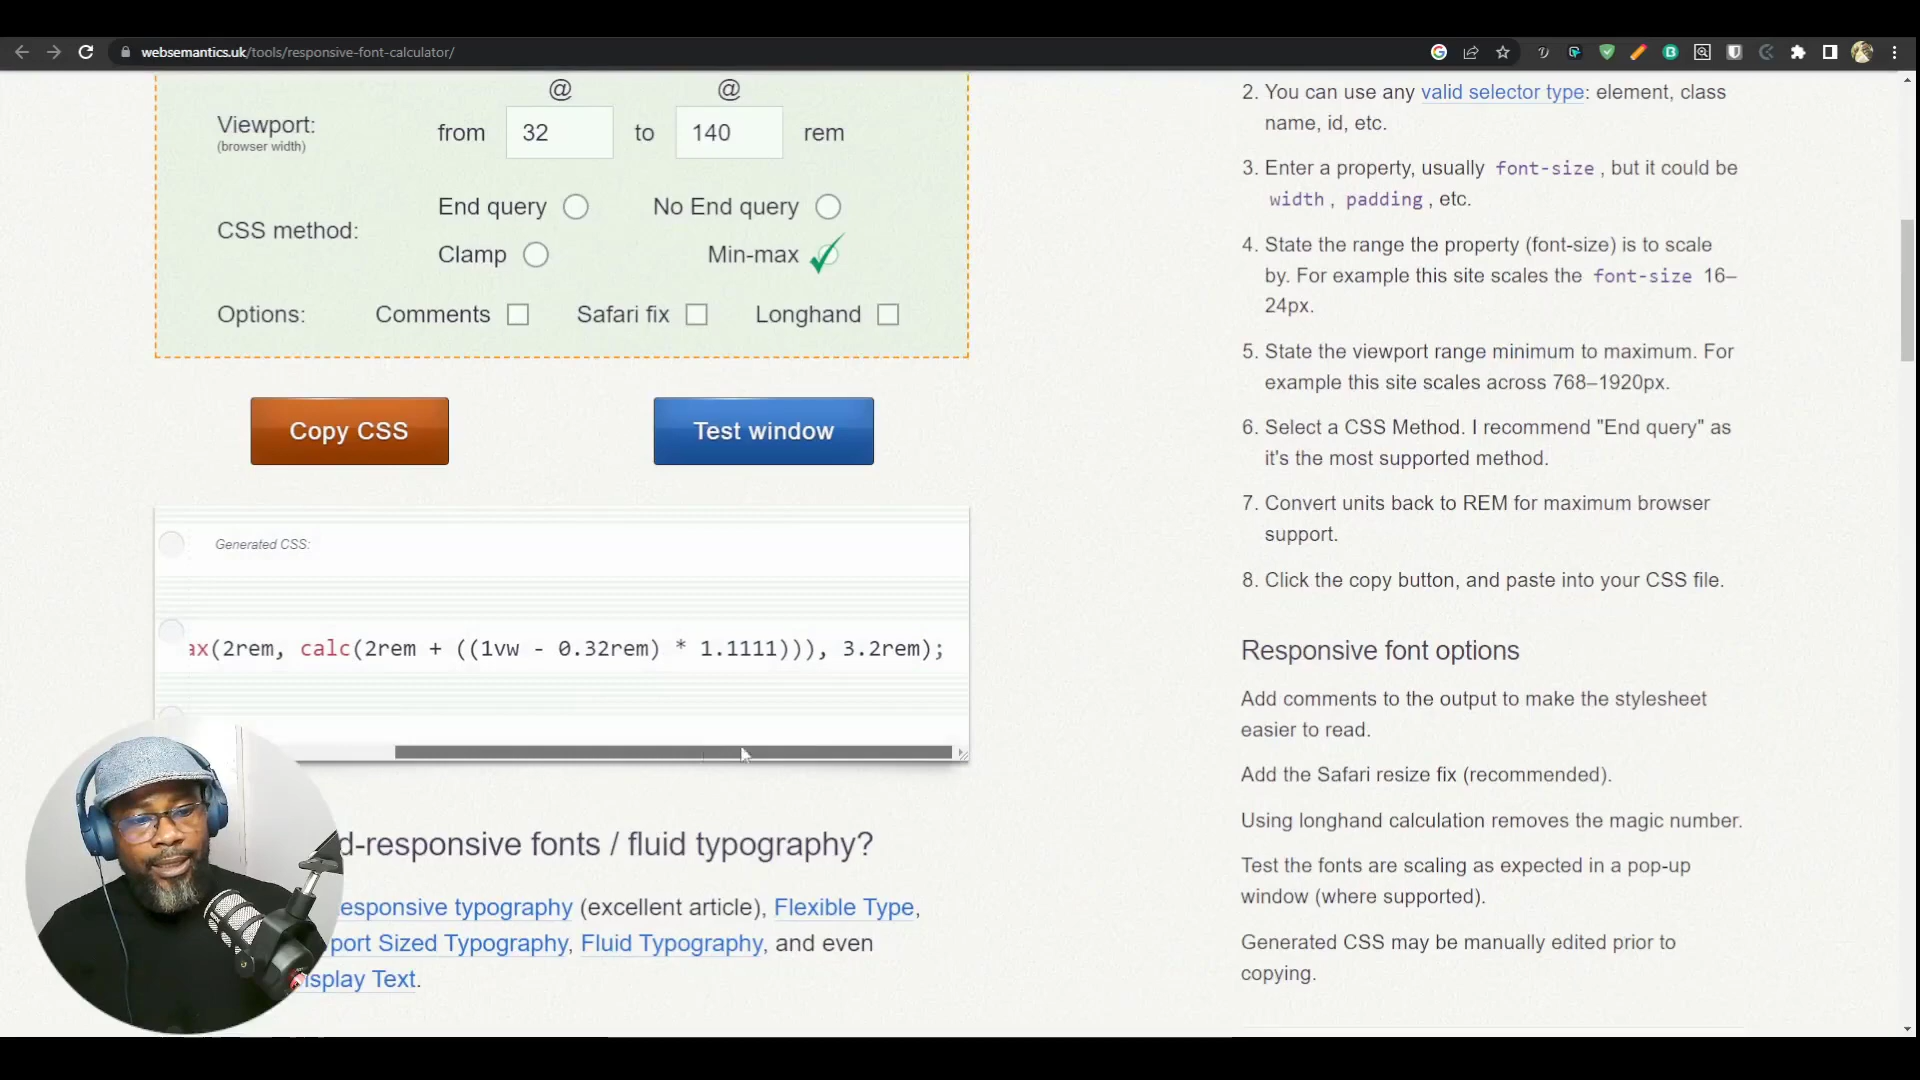 websemantics.uk/tools/responsive-font-calculator/
@ @
Viewport: from 32 to 140 rem
(browser width)
CSS method: End query No End query
Clamp Min-max
Options: Comments Safari fix Longhand
Copy CSS Test window
Generated CSS:
ax(2rem, calc(2rem + ((1vw - 0.32rem) * 1.1111))), 3.2rem);
d-responsive fonts / fluid typography?
esponsive typography (excellent article), Flexible Type,
port Sized Typography, Fluid Typography, and even
isplay Text.
2. You can use any valid selector type: element, class
name, id, etc.
3. Enter a property, usually font-size , but it could be
width , padding , etc.
4. State the range the property (font-size) is to scale
by. For example this site scales the font-size 16–
24px.
5. State the viewport range minimum to maximum. For
example this site scales across 768–1920px.
6. Select a CSS Method. I recommend "End query" as
it's the most supported method.
7. Convert units back to REM for maximum browser
support.
8. Click the copy button, and paste into your CSS file.
Responsive font options
Add comments to the output to make the stylesheet
easier to read.
Add the Safari resize fix (recommended).
Using longhand calculation removes the magic number.
Test the fonts are scaling as expected in a pop-up
window (where supported).
Generated CSS may be manually edited prior to
copying.